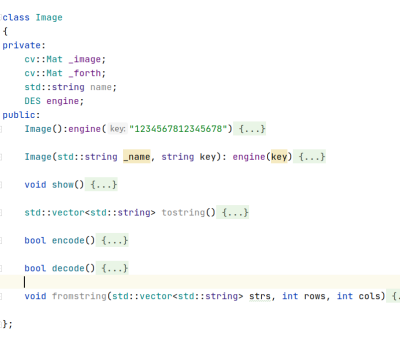 class Image
{
private:
    cv::Mat _image;
    cv::Mat _forth;
    std::string name;
    DES engine;
public:
    Image():engine( key: "1234567812345678") {...}
    Image(std::string _name, string key): engine(key) {...}
    void show() {...}
    std::vector<std::string> tostring() {...}
    bool encode() {...}
    bool decode() {...}
    void fromstring(std::vector<std::string> strs, int rows, int cols) {..
};